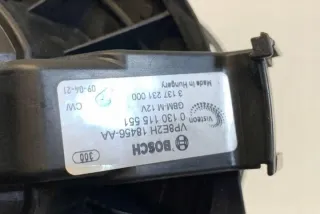 BOSCH
VP8E2H 18456-AA
0 130 115 551
GBM-M 12V
3 137 231 000
Made in Hungary
Visteon
CW
09-04-21
300